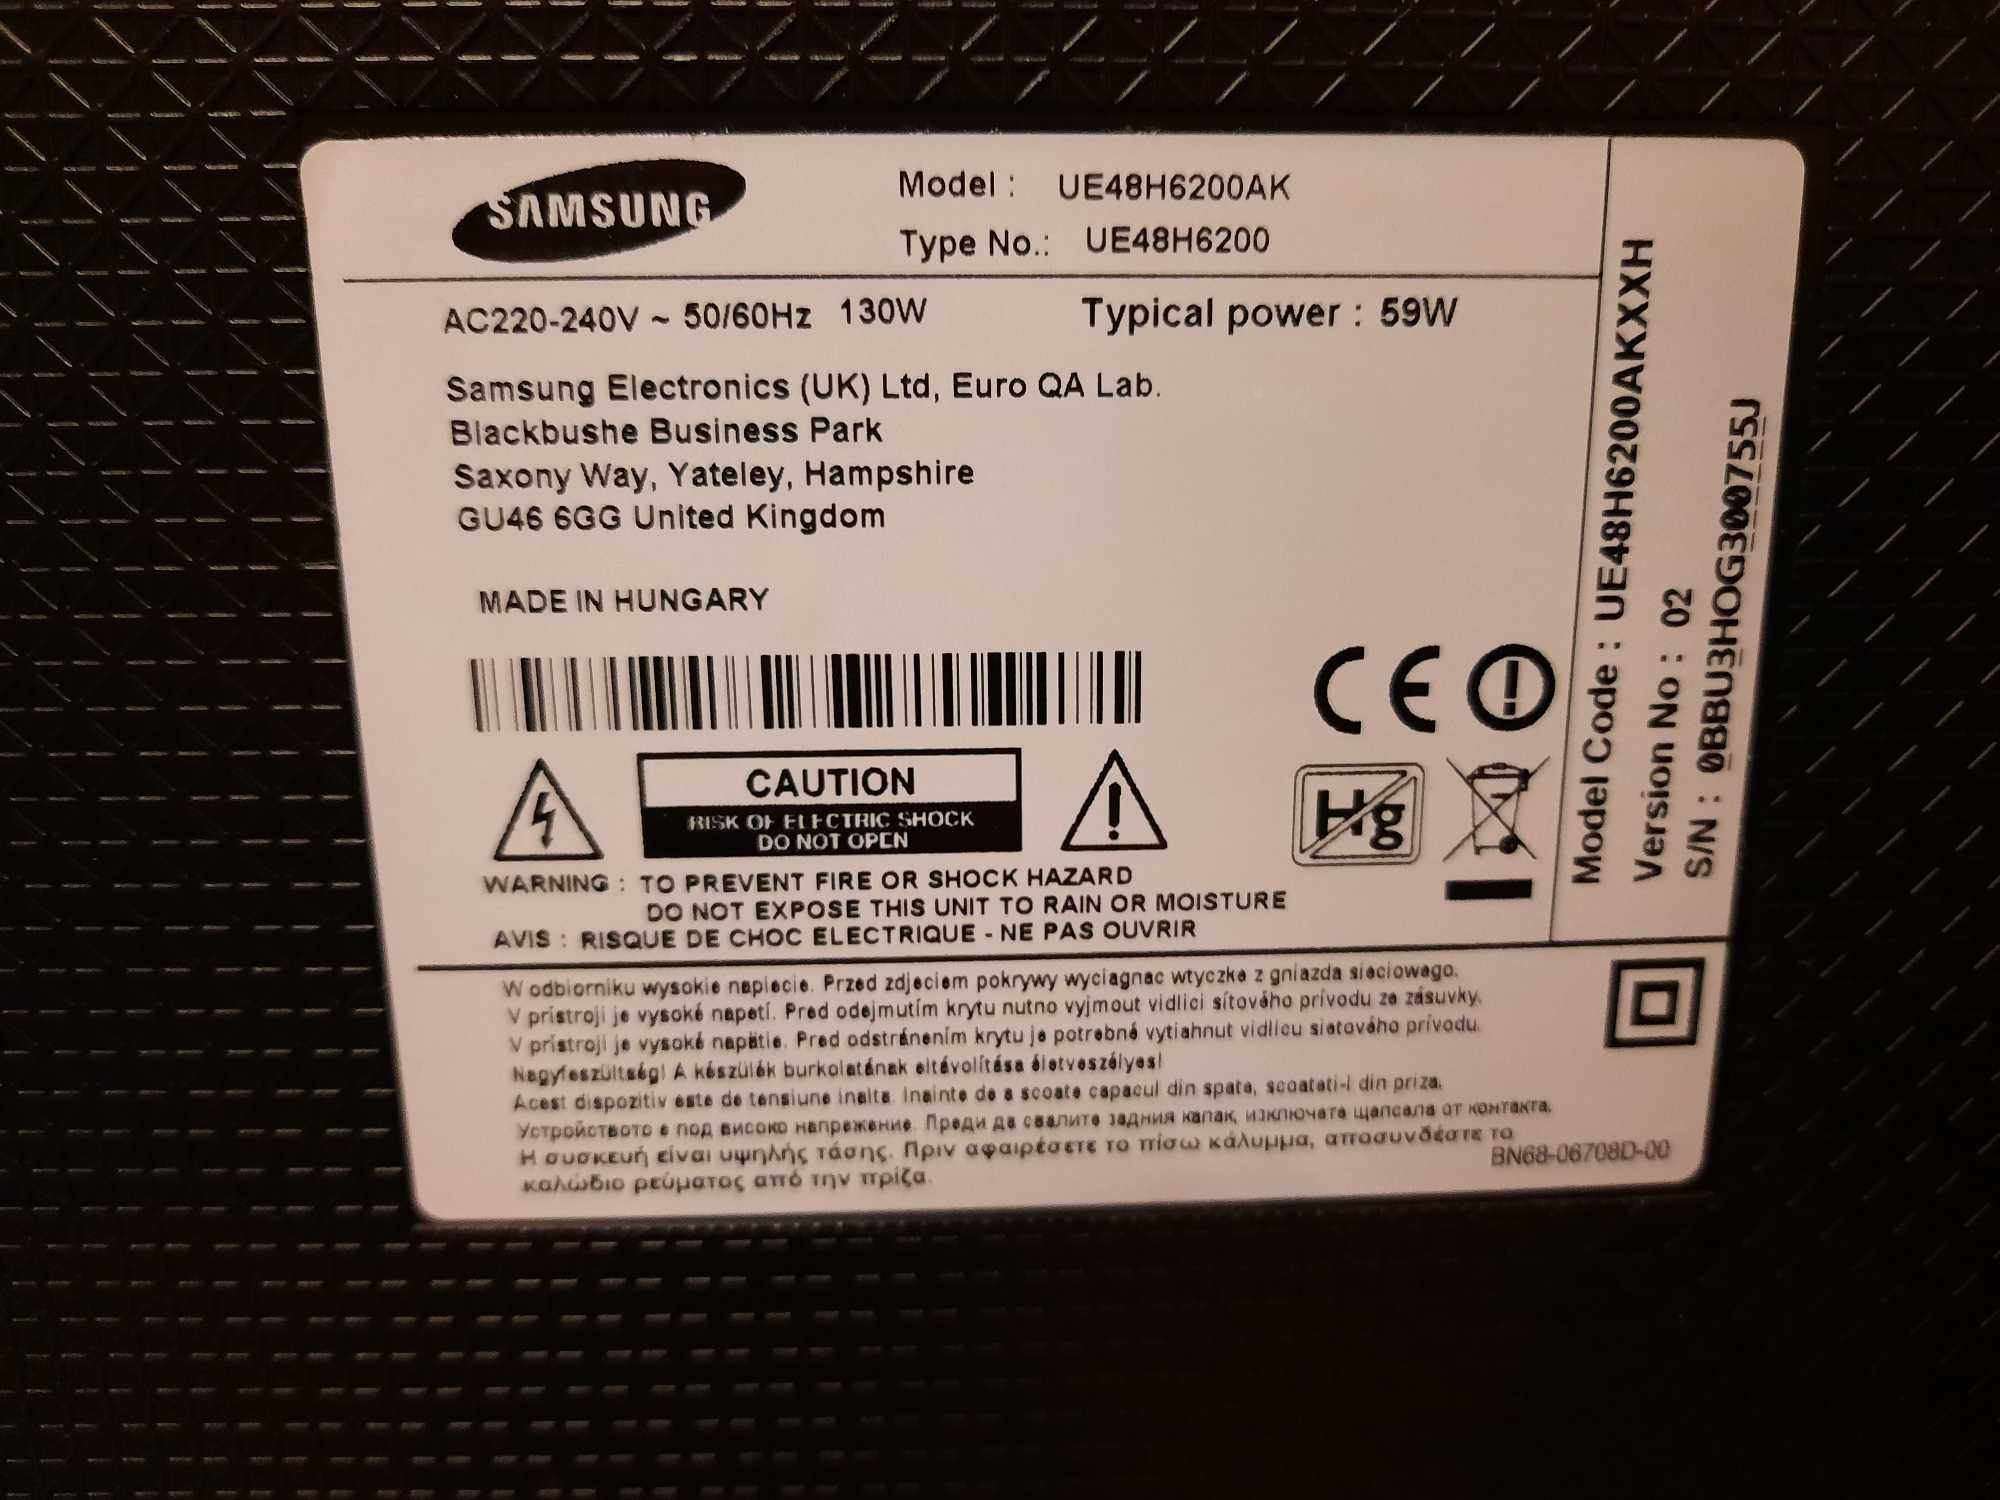 SAMSUNG
Model : UE48H6200AK
Type No.: UE48H6200
AC220-240V ~ 50/60Hz 130W Typical power : 59W
Samsung Electronics (UK) Ltd, Euro QA Lab.
Blackbushe Business Park
Saxony Way, Yateley, Hampshire
GU46 6GG United Kingdom
MADE IN HUNGARY
CE
CAUTION
RISK OF ELECTRIC SHOCK
DO NOT OPEN
Hg
WARNING : TO PREVENT FIRE OR SHOCK HAZARD
DO NOT EXPOSE THIS UNIT TO RAIN OR MOISTURE
AVIS : RISQUE DE CHOC ELECTRIQUE - NE PAS OUVRIR
W odbiorniku wysokie napiecie. Przed zdjeciem pokrywy wyciagnac wtyczke z gniazda sieciowego.
V prístroji je vysoké napetí. Pred odejmutím krytu nutno vyjmout vidlici sítového prívodu ze zásuvky.
V prístroji je vysoké napätie. Pred odstránením krytu je potrebné vytiahnut vidlicu sietového prívodu.
Nagyfeszültség! A készülék burkolatának eltávolítása életveszélyes!
Acest dispozitiv este de tensiune inalta. Inainte de a scoate capacul din spate, scoateti-l din priza.
Устройството е под високо напрежение. Преди да свалите задния капак, изключете щепсела от контакта.
Η συσκευή είναι υψηλής τάσης. Πριν αφαιρέσετε το πίσω κάλυμμα, αποσυνδέστε το
καλώδιο ρεύματος από την πρίζα.
BN68-06708D-00
Model Code : UE48H6200AKXXXH
Version No : 02
S/N : 0BBU3HOG300755J